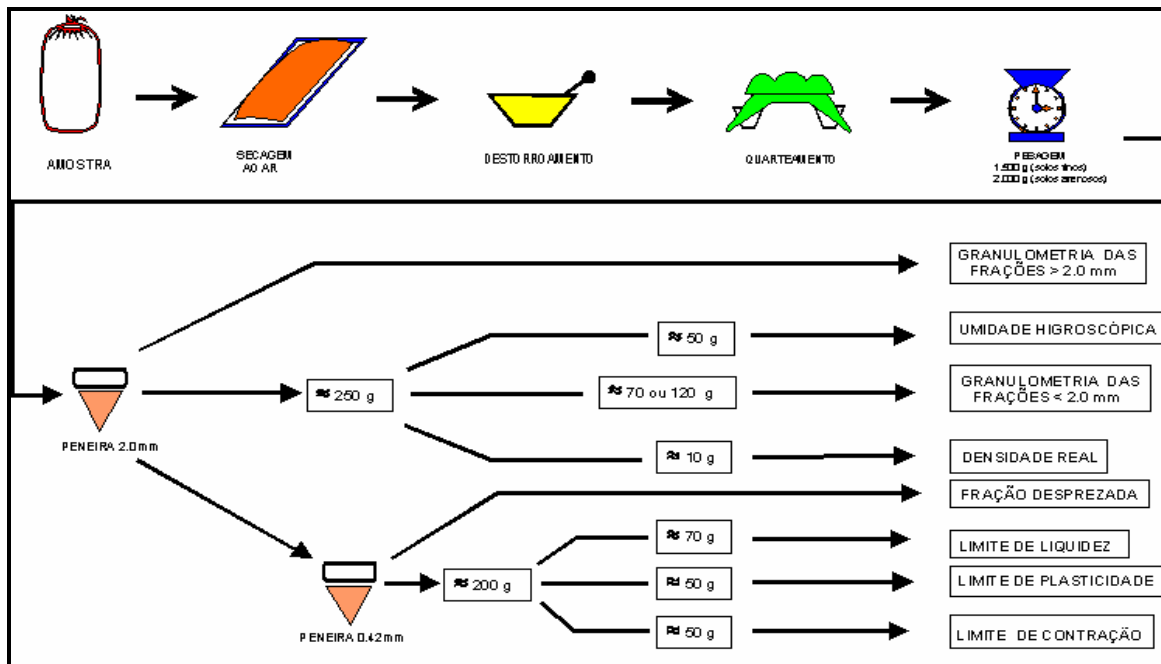 AMOSTRA
SECAGEM
AO AR
DESTORROAMENTO
QUARTEAMENTO
PESAGEM
1.500 g (solos finos)
2.000 g (solos arenosos)
GRANULOMETRIA DAS
FRAÇÕES > 2.0 mm
≈ 50 g
UMIDADE HIGROSCÓPICA
≈ 250 g
≈ 70 ou 120 g
GRANULOMETRIA DAS
FRAÇÕES < 2.0 mm
PENEIRA 2.0mm
≈ 10 g
DENSIDADE REAL
FRAÇÃO DESPREZADA
≈ 70 g
LIMITE DE LIQUIDEZ
≈ 200 g
≈ 50 g
LIMITE DE PLASTICIDADE
PENEIRA 0.42mm
≈ 50 g
LIMITE DE CONTRAÇÃO